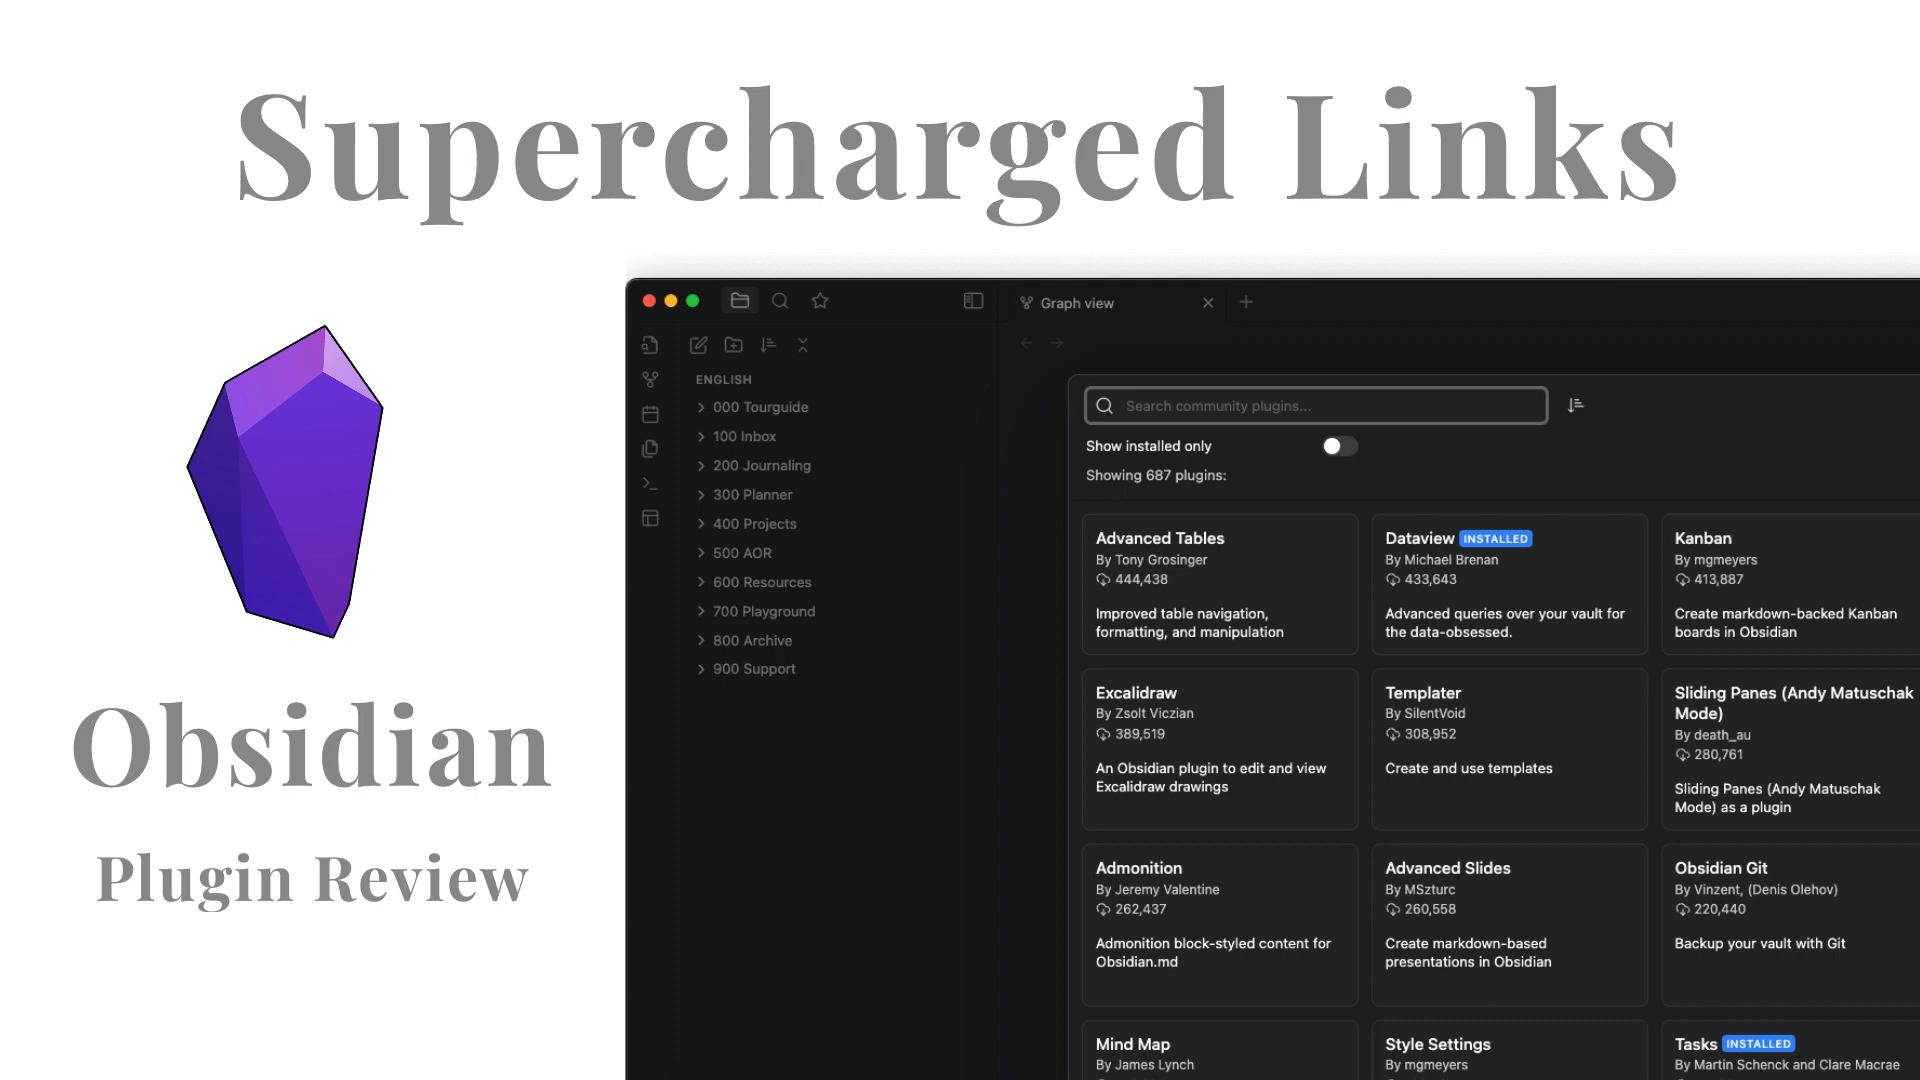 Supercharged Links
Obsidian
Plugin Review
Graph view
ENGLISH
000 Tourguide
100 Inbox
200 Journaling
300 Planner
400 Projects
500 AOR
600 Resources
700 Playground
800 Archive
900 Support
Search community plugins...
Show installed only
Showing 687 plugins:
Advanced Tables
By Tony Grosinger
444,438
Improved table navigation,
formatting, and manipulation
Dataview INSTALLED
By Michael Brenan
433,643
Advanced queries over your vault for
the data-obsessed.
Kanban
By mgmeyers
413,887
Create markdown-backed Kanban
boards in Obsidian
Excalidraw
By Zsolt Viczian
389,519
An Obsidian plugin to edit and view
Excalidraw drawings
Templater
By SilentVoid
308,952
Create and use templates
Sliding Panes (Andy Matuschak
Mode)
By death_au
280,761
Sliding Panes (Andy Matuschak
Mode) as a plugin
Admonition
By Jeremy Valentine
262,437
Admonition block-styled content for
Obsidian.md
Advanced Slides
By MSzturc
260,558
Create markdown-based
presentations in Obsidian
Obsidian Git
By Vinzent, (Denis Olehov)
220,440
Backup your vault with Git
Mind Map
By James Lynch
Style Settings
By mgmeyers
Tasks INSTALLED
By Martin Schenck and Clare Macrae